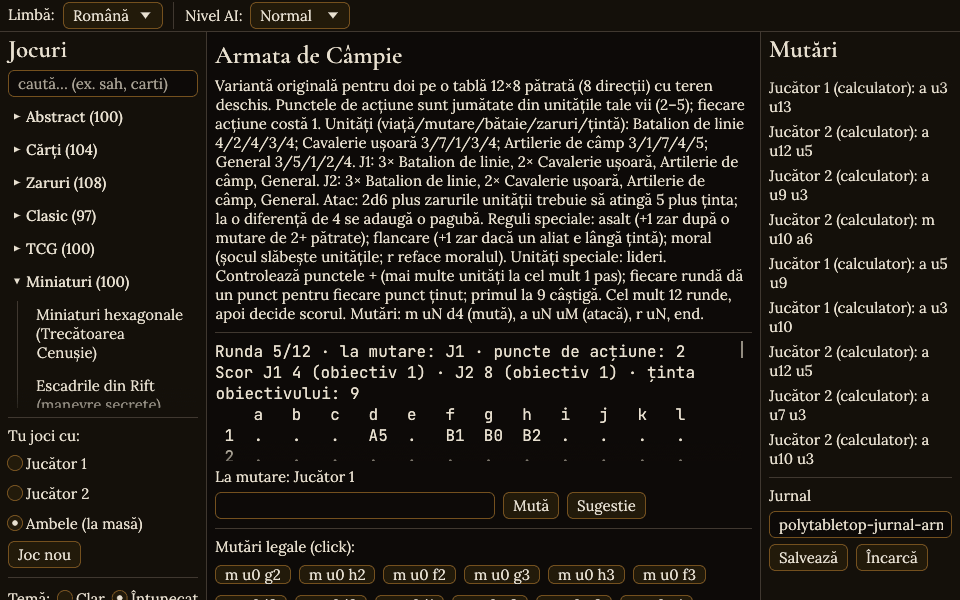 Limbă: Română ▼ Nivel AI: Normal ▼
Jocuri
caută... (ex. sah, carti)
▸ Abstract (100)
▸ Cărți (104)
▸ Zaruri (108)
▸ Clasic (97)
▸ TCG (100)
▾ Miniaturi (100)
Miniaturi hexagonale
(Trecătoarea
Cenușie)
Escadrile din Rift
(manevre secrete)
Tu joci cu:
Jucător 1
Jucător 2
Ambele (la masă)
Joc nou
Temă: Clar Întunecat
Armata de Câmpie
Variantă originală pentru doi pe o tablă 12×8 pătrată (8 direcții) cu teren
deschis. Punctele de acțiune sunt jumătate din unitățile tale vii (2–5); fiecare
acțiune costă 1. Unități (viață/mutare/bătaie/zaruri/țintă): Batalion de linie
4/2/4/3/4; Cavalerie ușoară 3/7/1/3/4; Artilerie de câmp 3/1/7/4/5;
General 3/5/1/2/4. J1: 3× Batalion de linie, 2× Cavalerie ușoară, Artilerie de
câmp, General. J2: 3× Batalion de linie, 2× Cavalerie ușoară, Artilerie de
câmp, General. Atac: 2d6 plus zarurile unității trebuie să atingă 5 plus ținta;
la o diferență de 4 se adaugă o pagubă. Reguli speciale: asalt (+1 zar după o
mutare de 2+ pătrate); flancare (+1 zar dacă un aliat e lângă țintă); moral
(șocul slăbește unitățile; r reface moralul). Unități speciale: lideri.
Controlează punctele + (mai multe unități la cel mult 1 pas); fiecare rundă dă
un punct pentru fiecare punct ținut; primul la 9 câștigă. Cel mult 12 runde,
apoi decide scorul. Mutări: m uN d4 (mută), a uN uM (atacă), r uN, end.
Runda 5/12 · la mutare: J1 · puncte de acțiune: 2
Scor J1 4 (obiectiv 1) · J2 8 (obiectiv 1) · ținta
obiectivului: 9
a b c d e f g h i j k l
1 . . . A5 . B1 B0 B2 . . . .
2 . . . . . . . . . . . .
La mutare: Jucător 1
Mută Sugestie
Mutări legale (click):
m u0 g2 m u0 h2 m u0 f2 m u0 g3 m u0 h3 m u0 f3
Mutări
Jucător 1 (calculator): a u3
u13
Jucător 2 (calculator): a
u12 u5
Jucător 2 (calculator): a
u9 u3
Jucător 2 (calculator): m
u10 a6
Jucător 1 (calculator): a u5
u9
Jucător 1 (calculator): a u3
u10
Jucător 2 (calculator): a
u12 u5
Jucător 2 (calculator): a
u7 u3
Jucător 2 (calculator): a
u10 u3
Jurnal
polytabletop-jurnal-arm
Salvează Încarcă